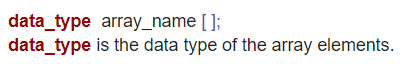 data_type array_name [ ];
data_type is the data type of the array elements.